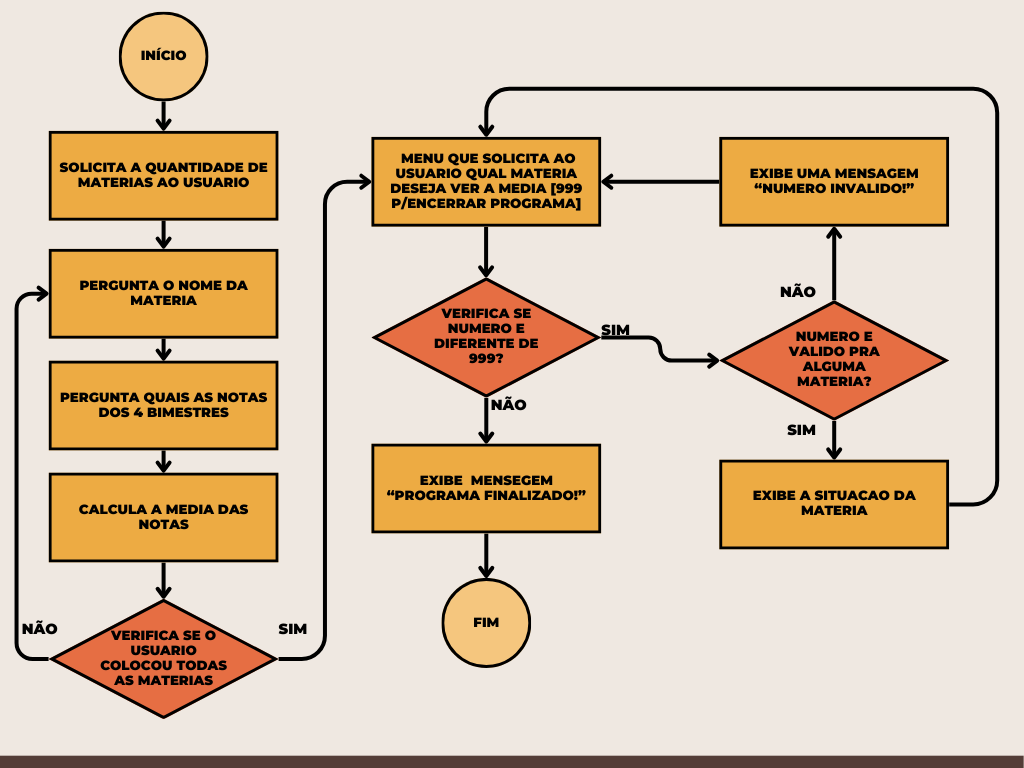 INÍCIO
SOLICITA A QUANTIDADE DE
MATERIAS AO USUARIO
PERGUNTA O NOME DA
MATERIA
PERGUNTA QUAIS AS NOTAS
DOS 4 BIMESTRES
CALCULA A MEDIA DAS
NOTAS
NÃO
VERIFICA SE O
USUARIO
COLOCOU TODAS
AS MATERIAS
SIM
MENU QUE SOLICITA AO
USUARIO QUAL MATERIA
DESEJA VER A MEDIA [999
P/ENCERRAR PROGRAMA]
VERIFICA SE
NUMERO E
DIFERENTE DE
999?
SIM
NÃO
EXIBE MENSEGEM
“PROGRAMA FINALIZADO!”
FIM
EXIBE UMA MENSAGEM
“NUMERO INVALIDO!”
NÃO
NUMERO E
VALIDO PRA
ALGUMA
MATERIA?
SIM
EXIBE A SITUACAO DA
MATERIA